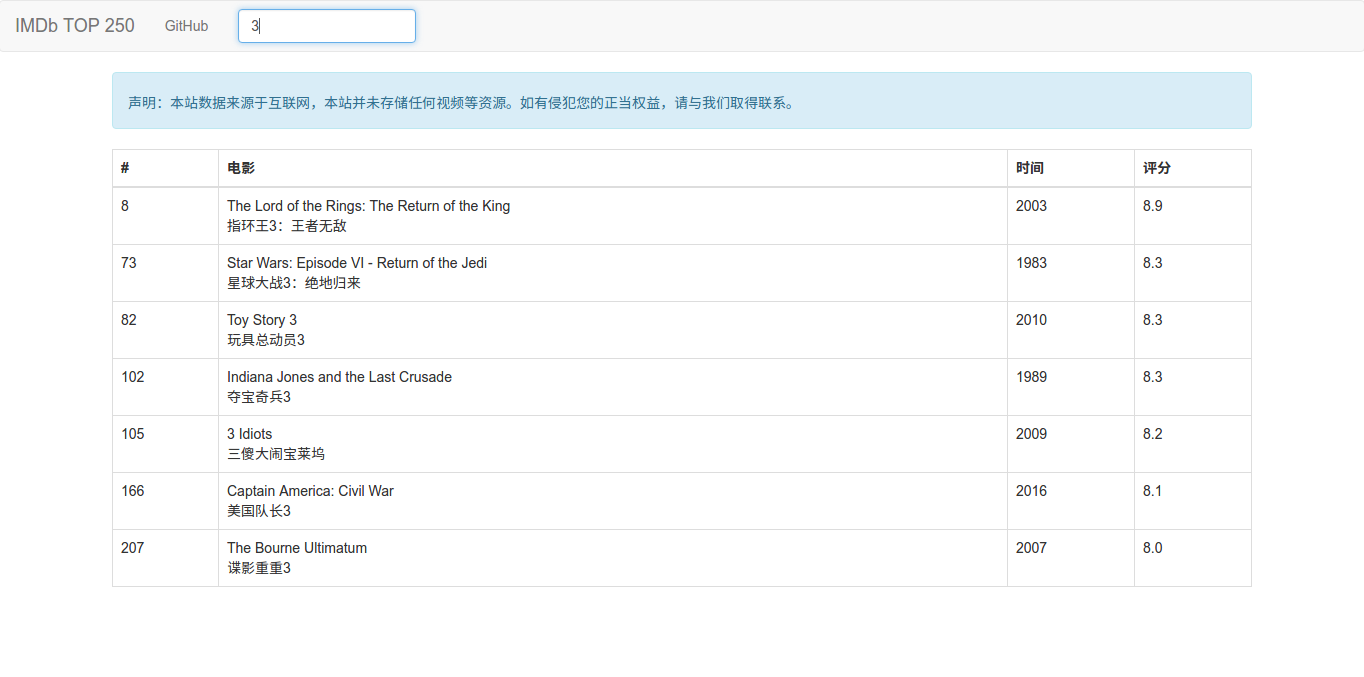 IMDb TOP 250 GitHub 3
声明：本站数据来源于互联网，本站并未存储任何视频等资源。如有侵犯您的正当权益，请与我们取得联系。
# 电影 时间 评分
8 The Lord of the Rings: The Return of the King 2003 8.9
指环王3：王者无敌
73 Star Wars: Episode VI - Return of the Jedi 1983 8.3
星球大战3：绝地归来
82 Toy Story 3 2010 8.3
玩具总动员3
102 Indiana Jones and the Last Crusade 1989 8.3
夺宝奇兵3
105 3 Idiots 2009 8.2
三傻大闹宝莱坞
166 Captain America: Civil War 2016 8.1
美国队长3
207 The Bourne Ultimatum 2007 8.0
谍影重重3